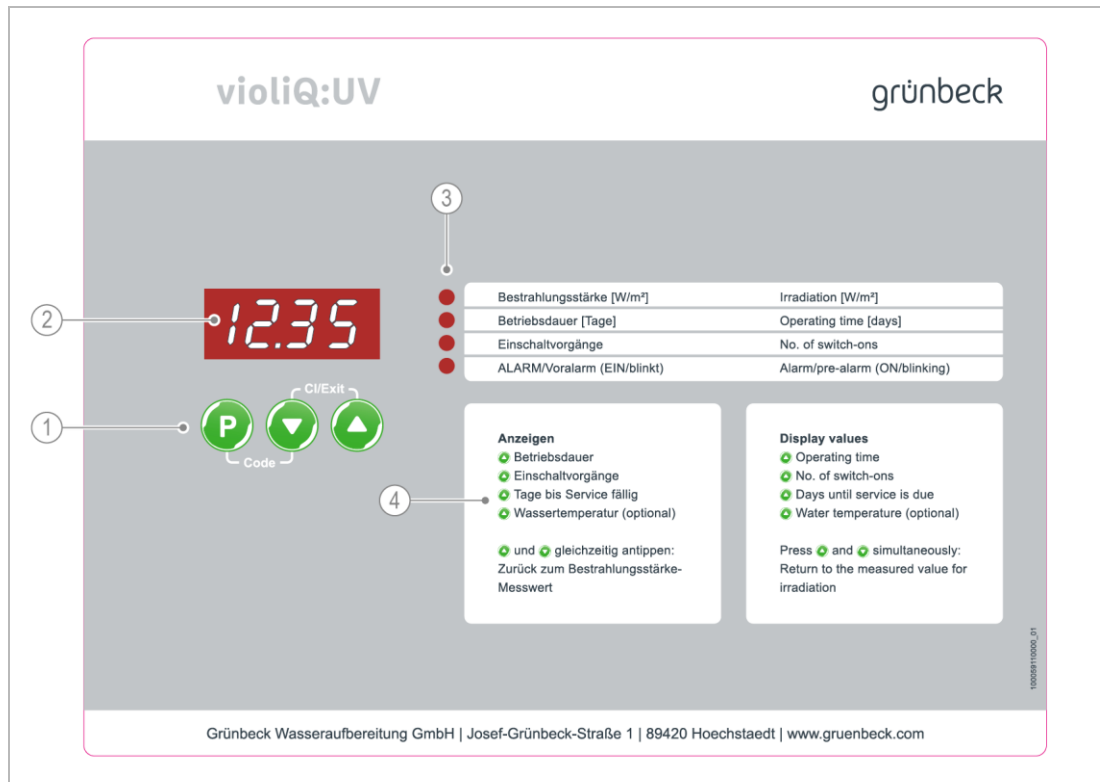 violiQ:UV
grünbeck
3
2
12.35
Bestrahlungsstärke [W/m²] Irradiation [W/m²]
Betriebsdauer [Tage] Operating time [days]
Einschaltvorgänge No. of switch-ons
ALARM/Voralarm (EIN/blinkt) Alarm/pre-alarm (ON/blinking)
Cl/Exit
1
P
Code
4
Anzeigen
Betriebsdauer
Einschaltvorgänge
Tage bis Service fällig
Wassertemperatur (optional)
und gleichzeitig antippen:
Zurück zum Bestrahlungsstärke-
Messwert
Display values
Operating time
No. of switch-ons
Days until service is due
Water temperature (optional)
Press and simultaneously:
Return to the measured value for
irradiation
100059110000_01
Grünbeck Wasseraufbereitung GmbH | Josef-Grünbeck-Straße 1 | 89420 Hoechstaedt | www.gruenbeck.com